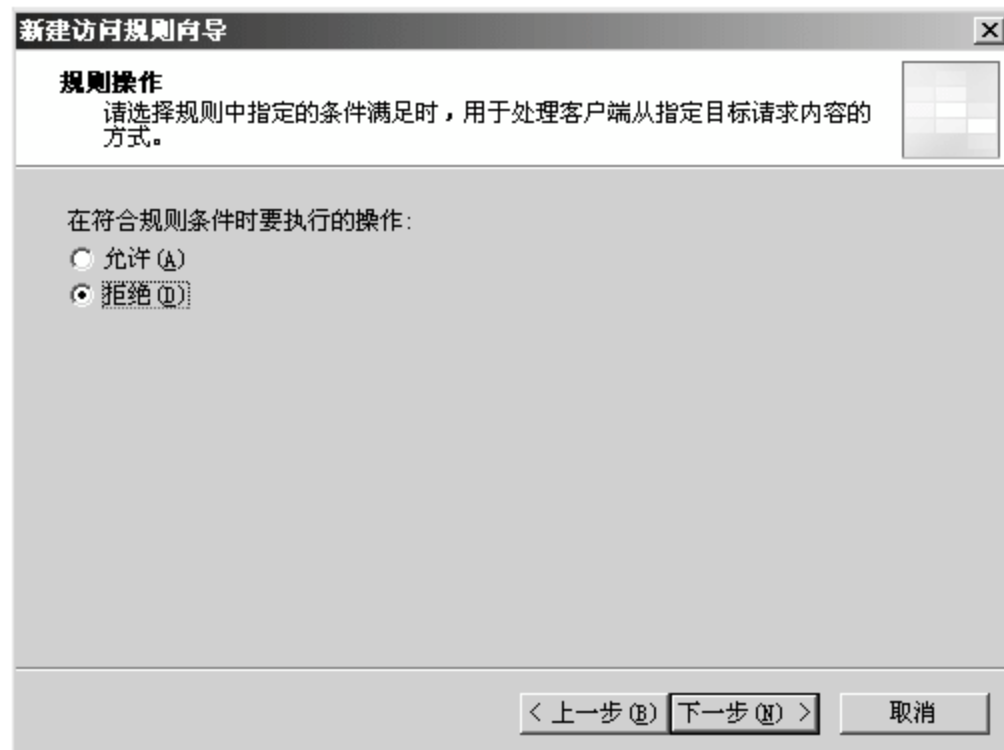 新建访问规则向导
规则操作
请选择规则中指定的条件满足时，用于处理客户端从指定目标请求内容的
方式。
在符合规则条件时要执行的操作:
允许(A)
拒绝(D)
< 上一步(B) 下一步(N) > 取消